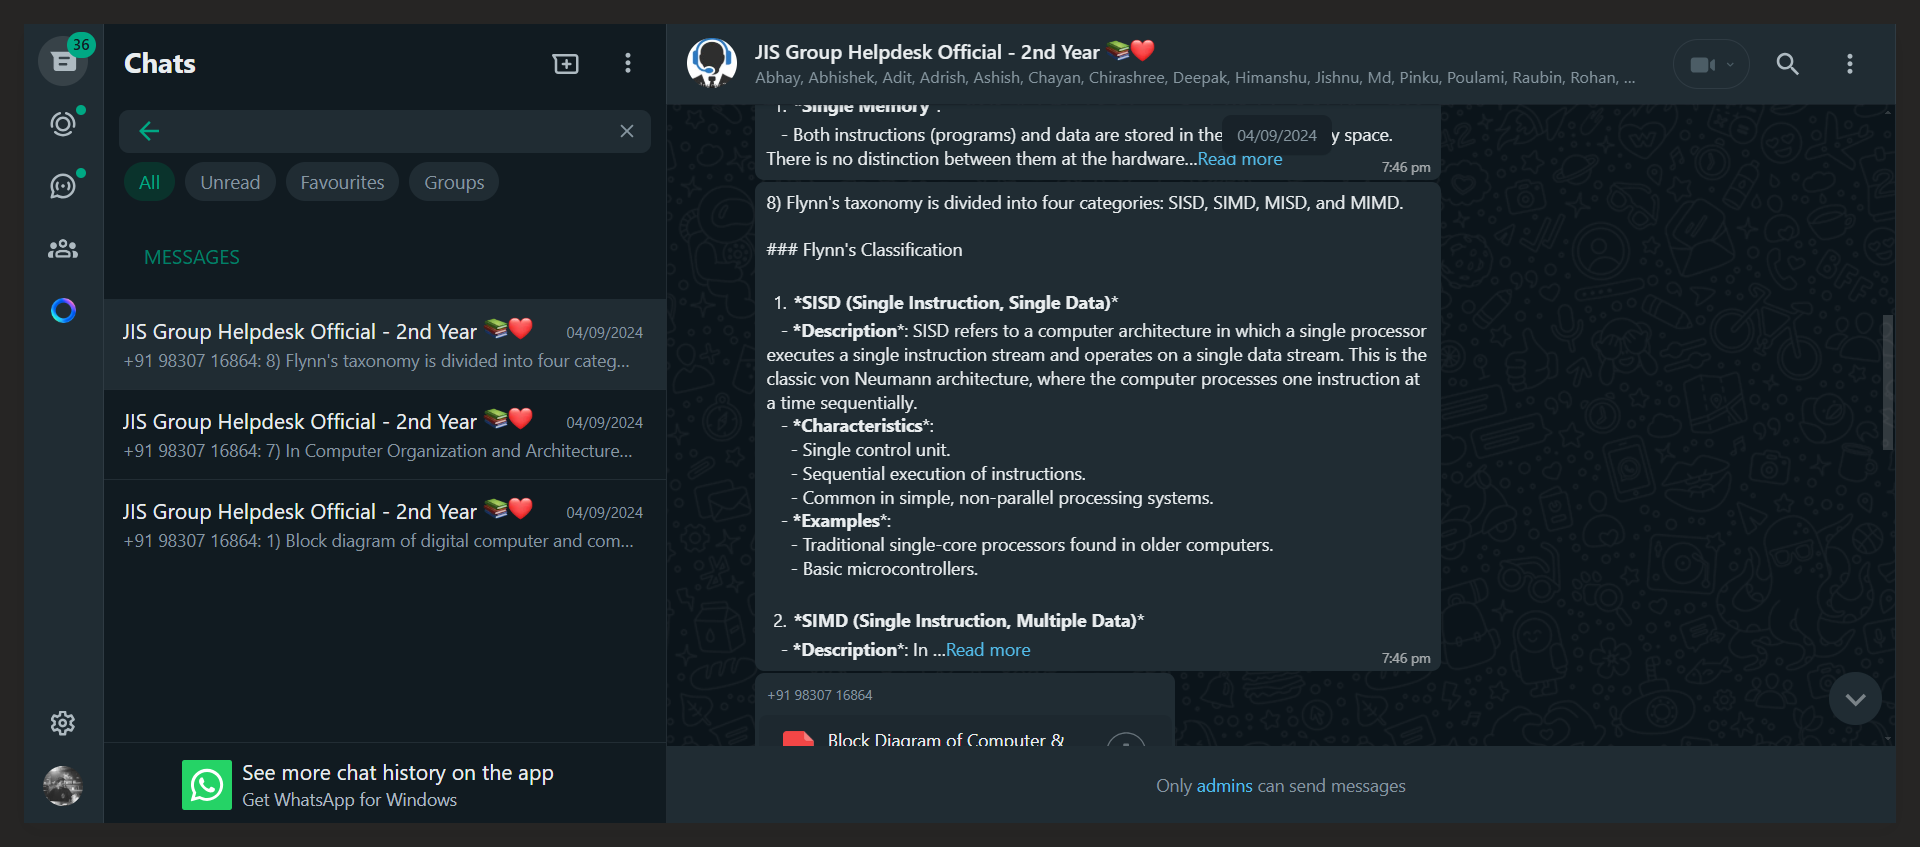 36
Chats
All
Unread
Favourites
Groups
MESSAGES
JIS Group Helpdesk Official - 2nd Year 📚❤️
04/09/2024
+91 98307 16864: 8) Flynn's taxonomy is divided into four categ...
JIS Group Helpdesk Official - 2nd Year 📚❤️
04/09/2024
+91 98307 16864: 7) In Computer Organization and Architecture...
JIS Group Helpdesk Official - 2nd Year 📚❤️
04/09/2024
+91 98307 16864: 1) Block diagram of digital computer and com...
See more chat history on the app
Get WhatsApp for Windows
JIS Group Helpdesk Official - 2nd Year 📚❤️
Abhay, Abhishek, Adit, Adrish, Ashish, Chayan, Chirashree, Deepak, Himanshu, Jishnu, Md, Pinku, Poulami, Raubin, Rohan, ...
1. *Single Memory*:
- Both instructions (programs) and data are stored in the
04/09/2024
y space.
There is no distinction between them at the hardware...Read more
7:46 pm
8) Flynn's taxonomy is divided into four categories: SISD, SIMD, MISD, and MIMD.
### Flynn's Classification
1. *SISD (Single Instruction, Single Data)*
- *Description*: SISD refers to a computer architecture in which a single processor
executes a single instruction stream and operates on a single data stream. This is the
classic von Neumann architecture, where the computer processes one instruction at
a time sequentially.
- *Characteristics*:
- Single control unit.
- Sequential execution of instructions.
- Common in simple, non-parallel processing systems.
- *Examples*:
- Traditional single-core processors found in older computers.
- Basic microcontrollers.
2. *SIMD (Single Instruction, Multiple Data)*
- *Description*: In ...Read more
7:46 pm
+91 98307 16864
Block Diagram of Computer &
Only admins can send messages